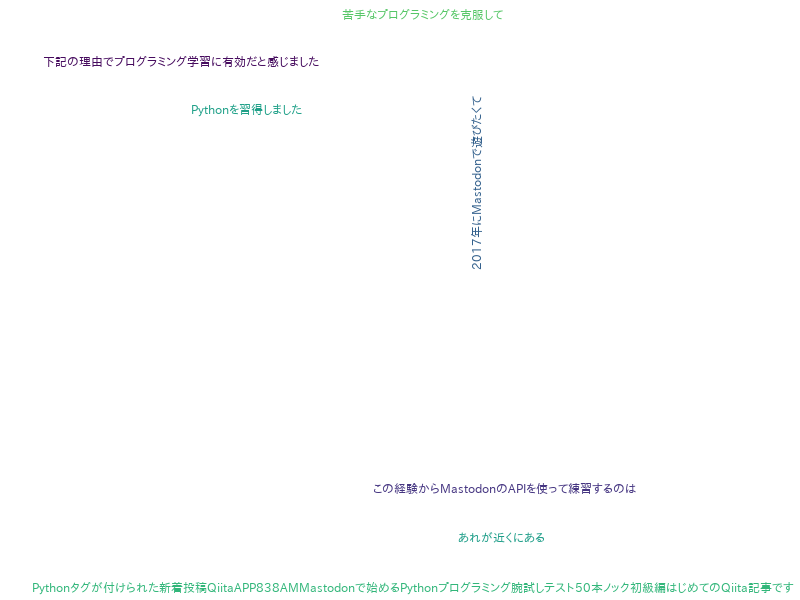 苦手なプログラミングを克服して
下記の理由でプログラミング学習に有効だと感じました
Pythonを習得しました
2017年にMastodonで遊びたくて
この経験からMastodonのAPIを使って練習するのは
あれが近くにある
Pythonタグが付けられた新着投稿QiitaAPP838AMMastodonで始めるPythonプログラミング腕試しテスト50本ノック初級編はじめてのQiita記事です